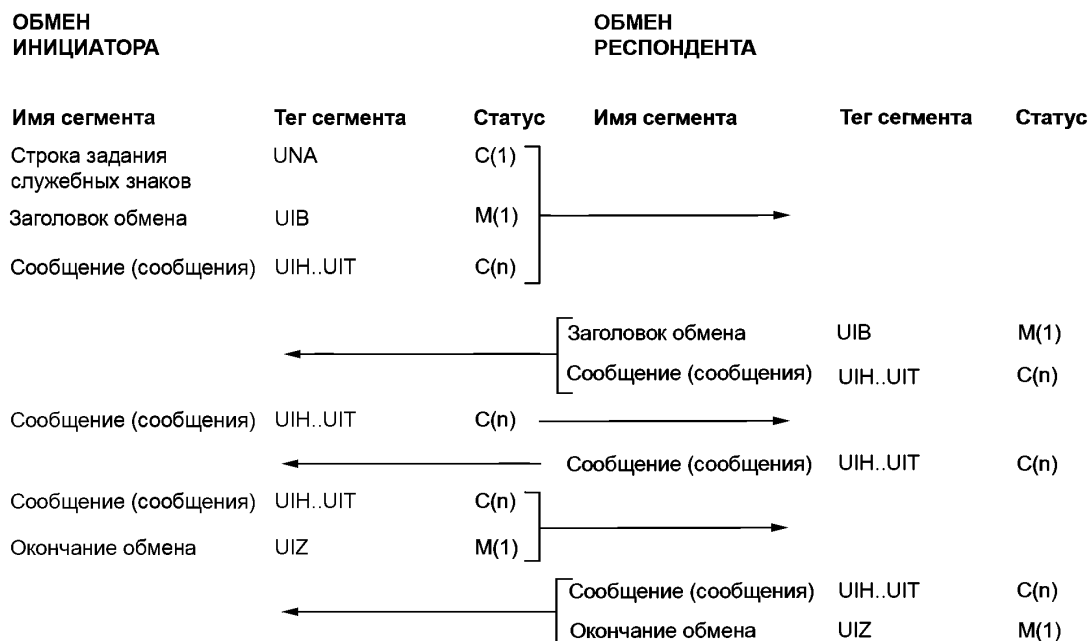 ОБМЕН ИНИЦИАТОРА
ОБМЕН РЕСПОНДЕНТА
Имя сегмента Тег сегмента Статус Имя сегмента Тег сегмента Статус
Строка задания служебных знаков UNA C(1)
Заголовок обмена UIB M(1)
Сообщение (сообщения) UIH..UIT C(n)
Заголовок обмена UIB M(1)
Сообщение (сообщения) UIH..UIT C(n)
Сообщение (сообщения) UIH..UIT C(n)
Сообщение (сообщения) UIH..UIT C(n)
Сообщение (сообщения) UIH..UIT C(n)
Окончание обмена UIZ M(1)
Сообщение (сообщения) UIH..UIT C(n)
Окончание обмена UIZ M(1)